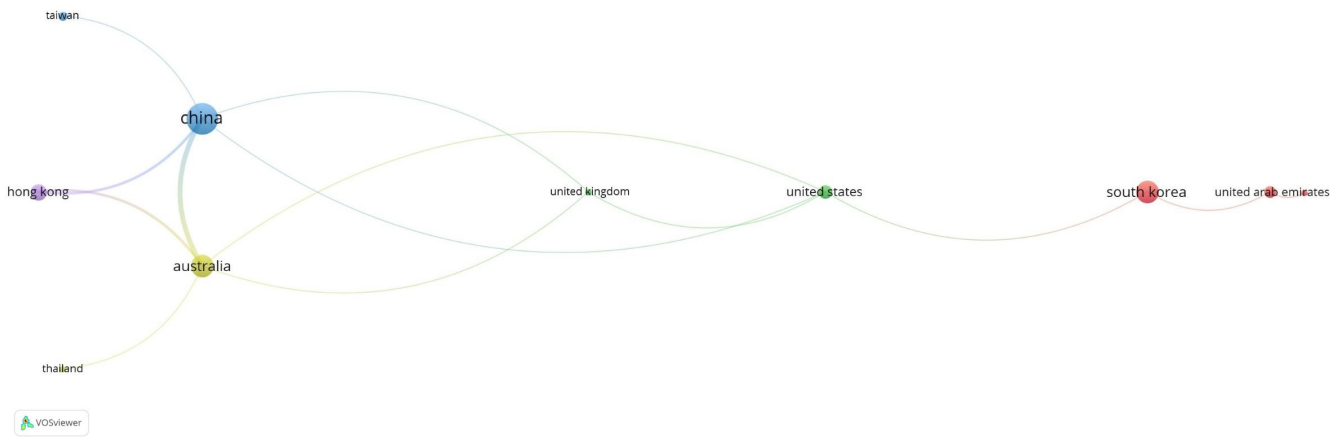 taiwan
china
hong kong
united kingdom
united states
south korea
united arab emirates
australia
thailand
VOSviewer